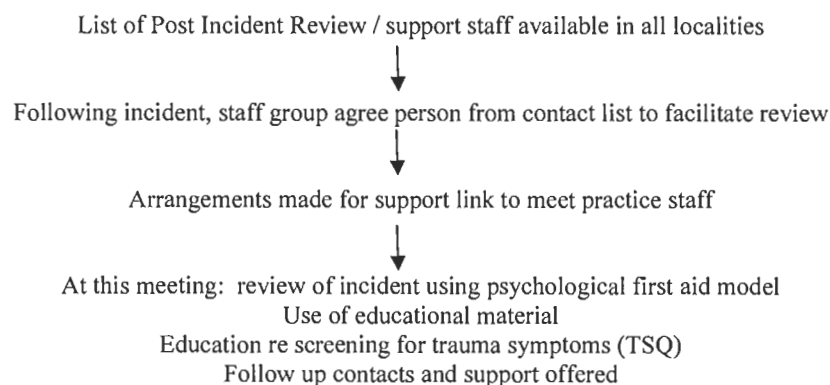 List of Post Incident Review / support staff available in all localities
Following incident, staff group agree person from contact list to facilitate review
Arrangements made for support link to meet practice staff
At this meeting: review of incident using psychological first aid model
Use of educational material
Education re screening for trauma symptoms (TSQ)
Follow up contacts and support offered